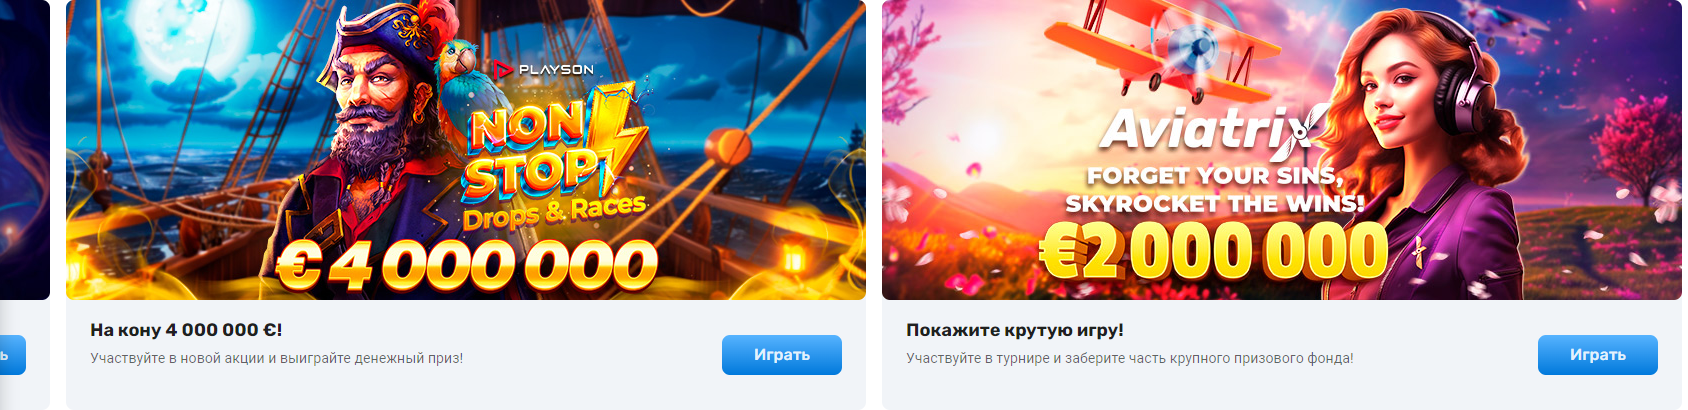 PLAYSON
NON
STOP
Drops & Races
€4 000 000
На кону 4 000 000 €!
Участвуйте в новой акции и выиграйте денежный приз!
Играть
Aviatrix
FORGET YOUR SINS,
SKYROCKET THE WINS!
€2 000 000
Покажите крутую игру!
Участвуйте в турнире и заберите часть крупного призового фонда!
Играть